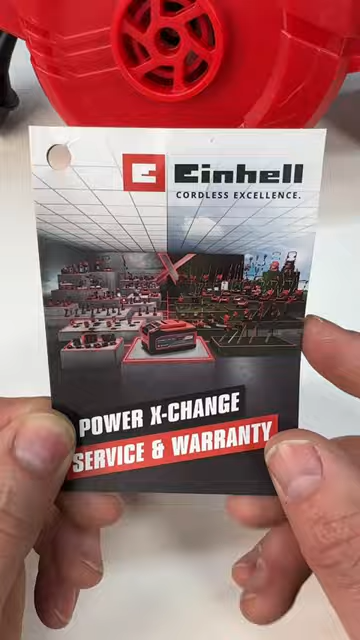 Einhell
CORDLESS EXCELLENCE.
POWER X-CHANGE
SERVICE & WARRANTY